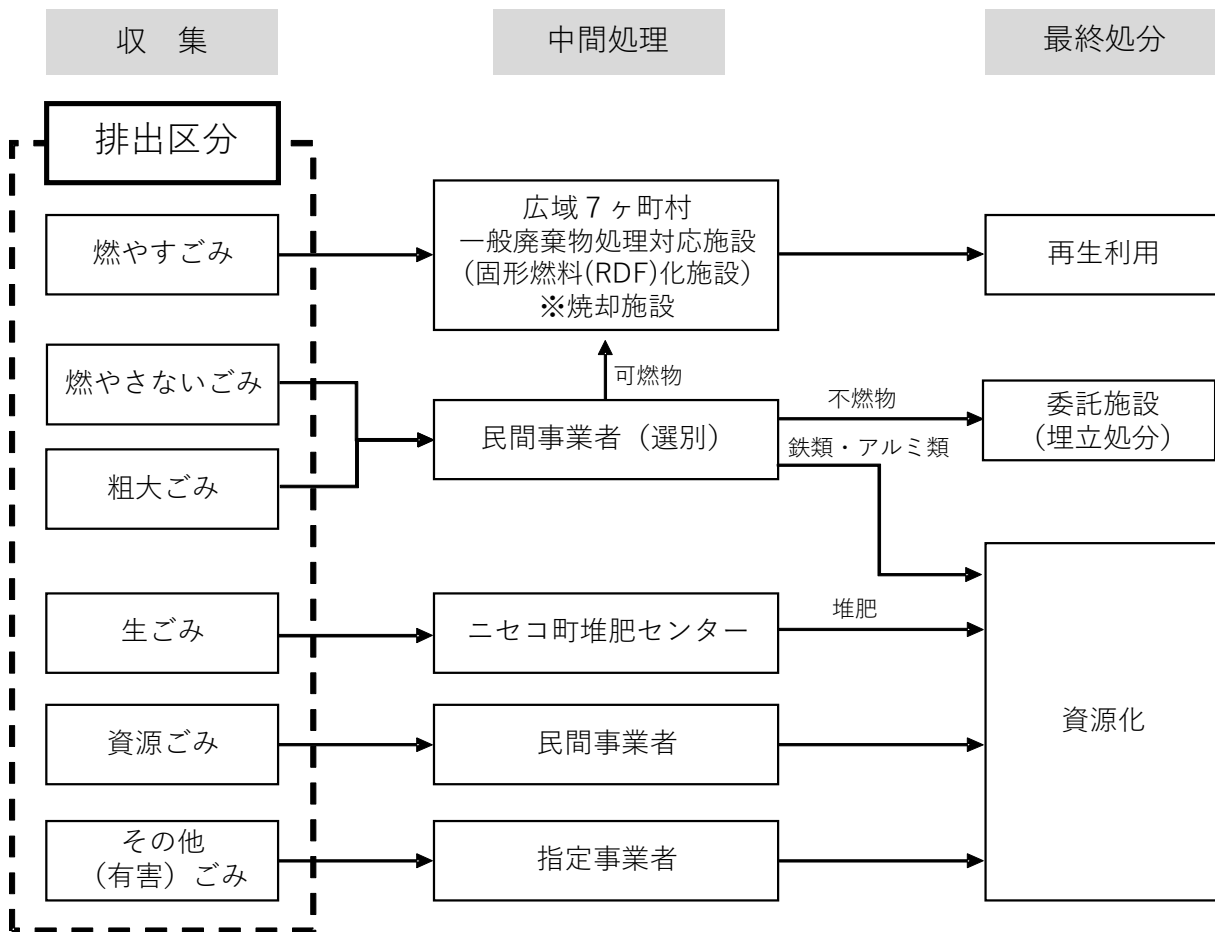 収　集
中間処理
最終処分
排出区分
燃やすごみ
広域７ヶ町村
一般廃棄物処理対応施設
(固形燃料(RDF)化施設)
※焼却施設
再生利用
燃やさないごみ
粗大ごみ
可燃物
民間事業者（選別）
不燃物
鉄類・アルミ類
委託施設
(埋立処分)
生ごみ
ニセコ町堆肥センター
堆肥
資源化
資源ごみ
民間事業者
その他
（有害）ごみ
指定事業者